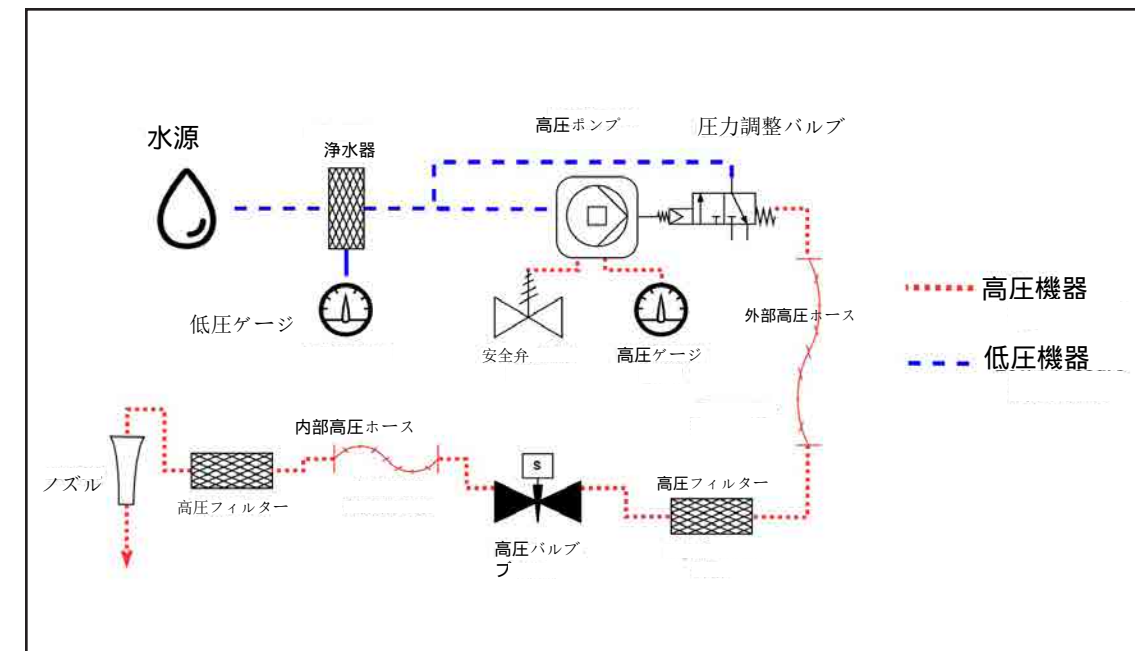 水源
浄水器
高圧ポンプ
圧力調整バルブ
低圧ゲージ
安全弁
高圧ゲージ
外部高圧ホース
高圧機器
低圧機器
ノズル
高圧フィルター
内部高圧ホース
S
高圧バルブ
ブ
高圧フィルター